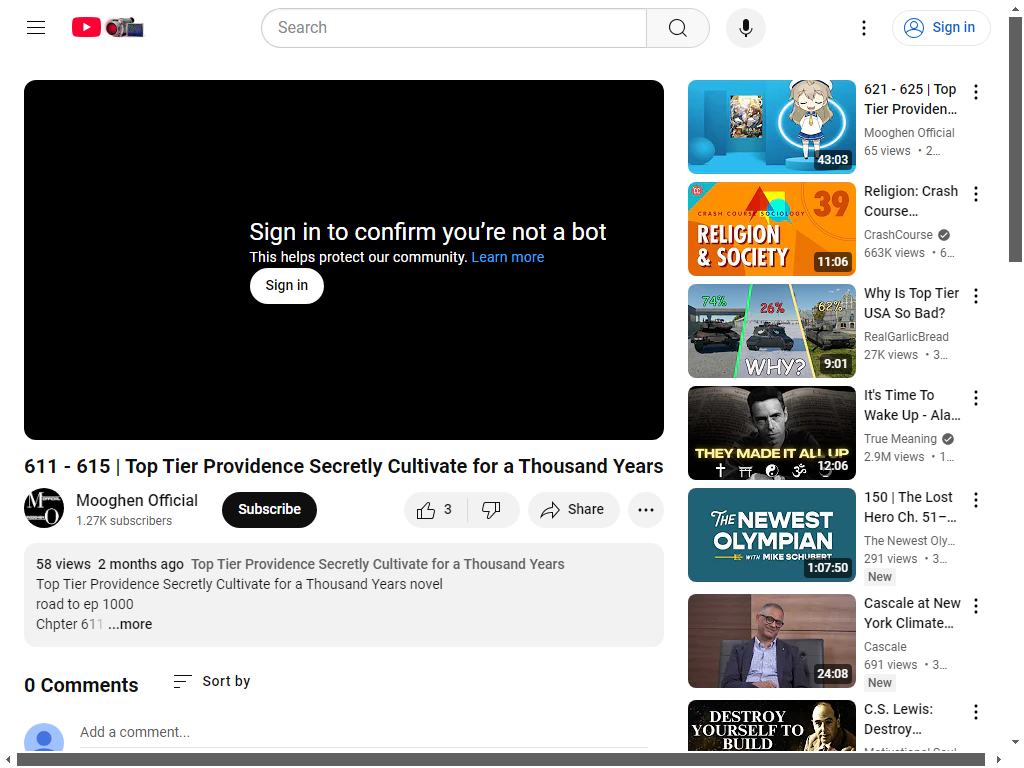 Search
Sign in
Sign in to confirm you’re not a bot
This helps protect our community. Learn more
Sign in
611 - 615 | Top Tier Providence Secretly Cultivate for a Thousand Years
Mooghen Official
1.27K subscribers
Subscribe
3
Share
58 views 2 months ago Top Tier Providence Secretly Cultivate for a Thousand Years
Top Tier Providence Secretly Cultivate for a Thousand Years novel
road to ep 1000
Chpter 611 ...more
0 Comments
Sort by
Add a comment...
43:03
621 - 625 | Top
Tier Providen...
Mooghen Official
65 views • 2...
CRASH COURSE SOCIOLOGY
39
RELIGION
& SOCIETY
11:06
Religion: Crash
Course...
CrashCourse
663K views • 6...
74%
26%
62%
WHY?
9:01
Why Is Top Tier
USA So Bad?
RealGarlicBread
27K views • 3...
THEY MADE IT ALL UP
12:06
It's Time To
Wake Up - Ala...
True Meaning
2.9M views • 1...
THE NEWEST
OLYMPIAN
WITH MIKE SCHUBERT
1:07:50
150 | The Lost
Hero Ch. 51–...
The Newest Oly...
291 views • 3...
New
24:08
Cascale at New
York Climate...
Cascale
691 views • 3...
New
DESTROY
YOURSELF TO
BUILD
C.S. Lewis:
Destroy...